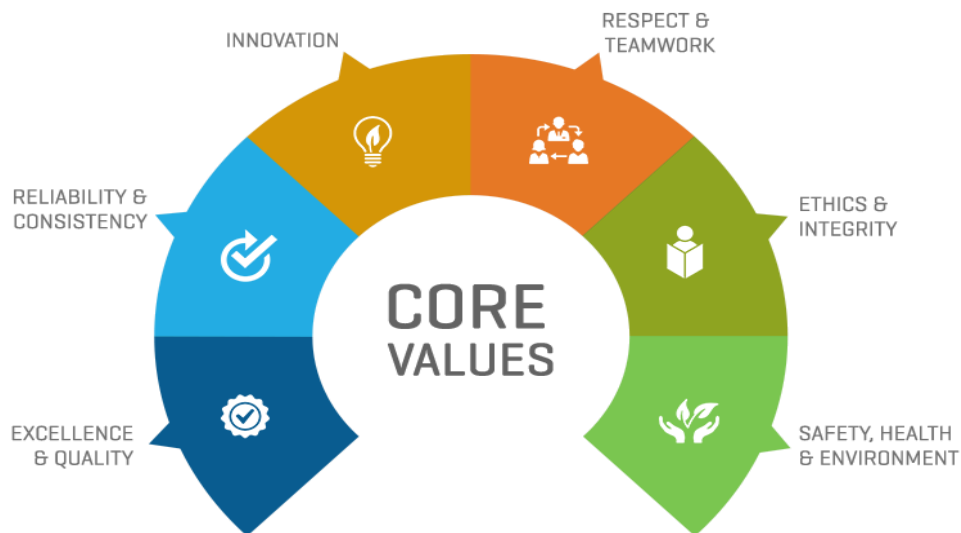 INNOVATION
RESPECT &
TEAMWORK
RELIABILITY &
CONSISTENCY
ETHICS &
INTEGRITY
CORE
VALUES
EXCELLENCE
& QUALITY
SAFETY, HEALTH
& ENVIRONMENT